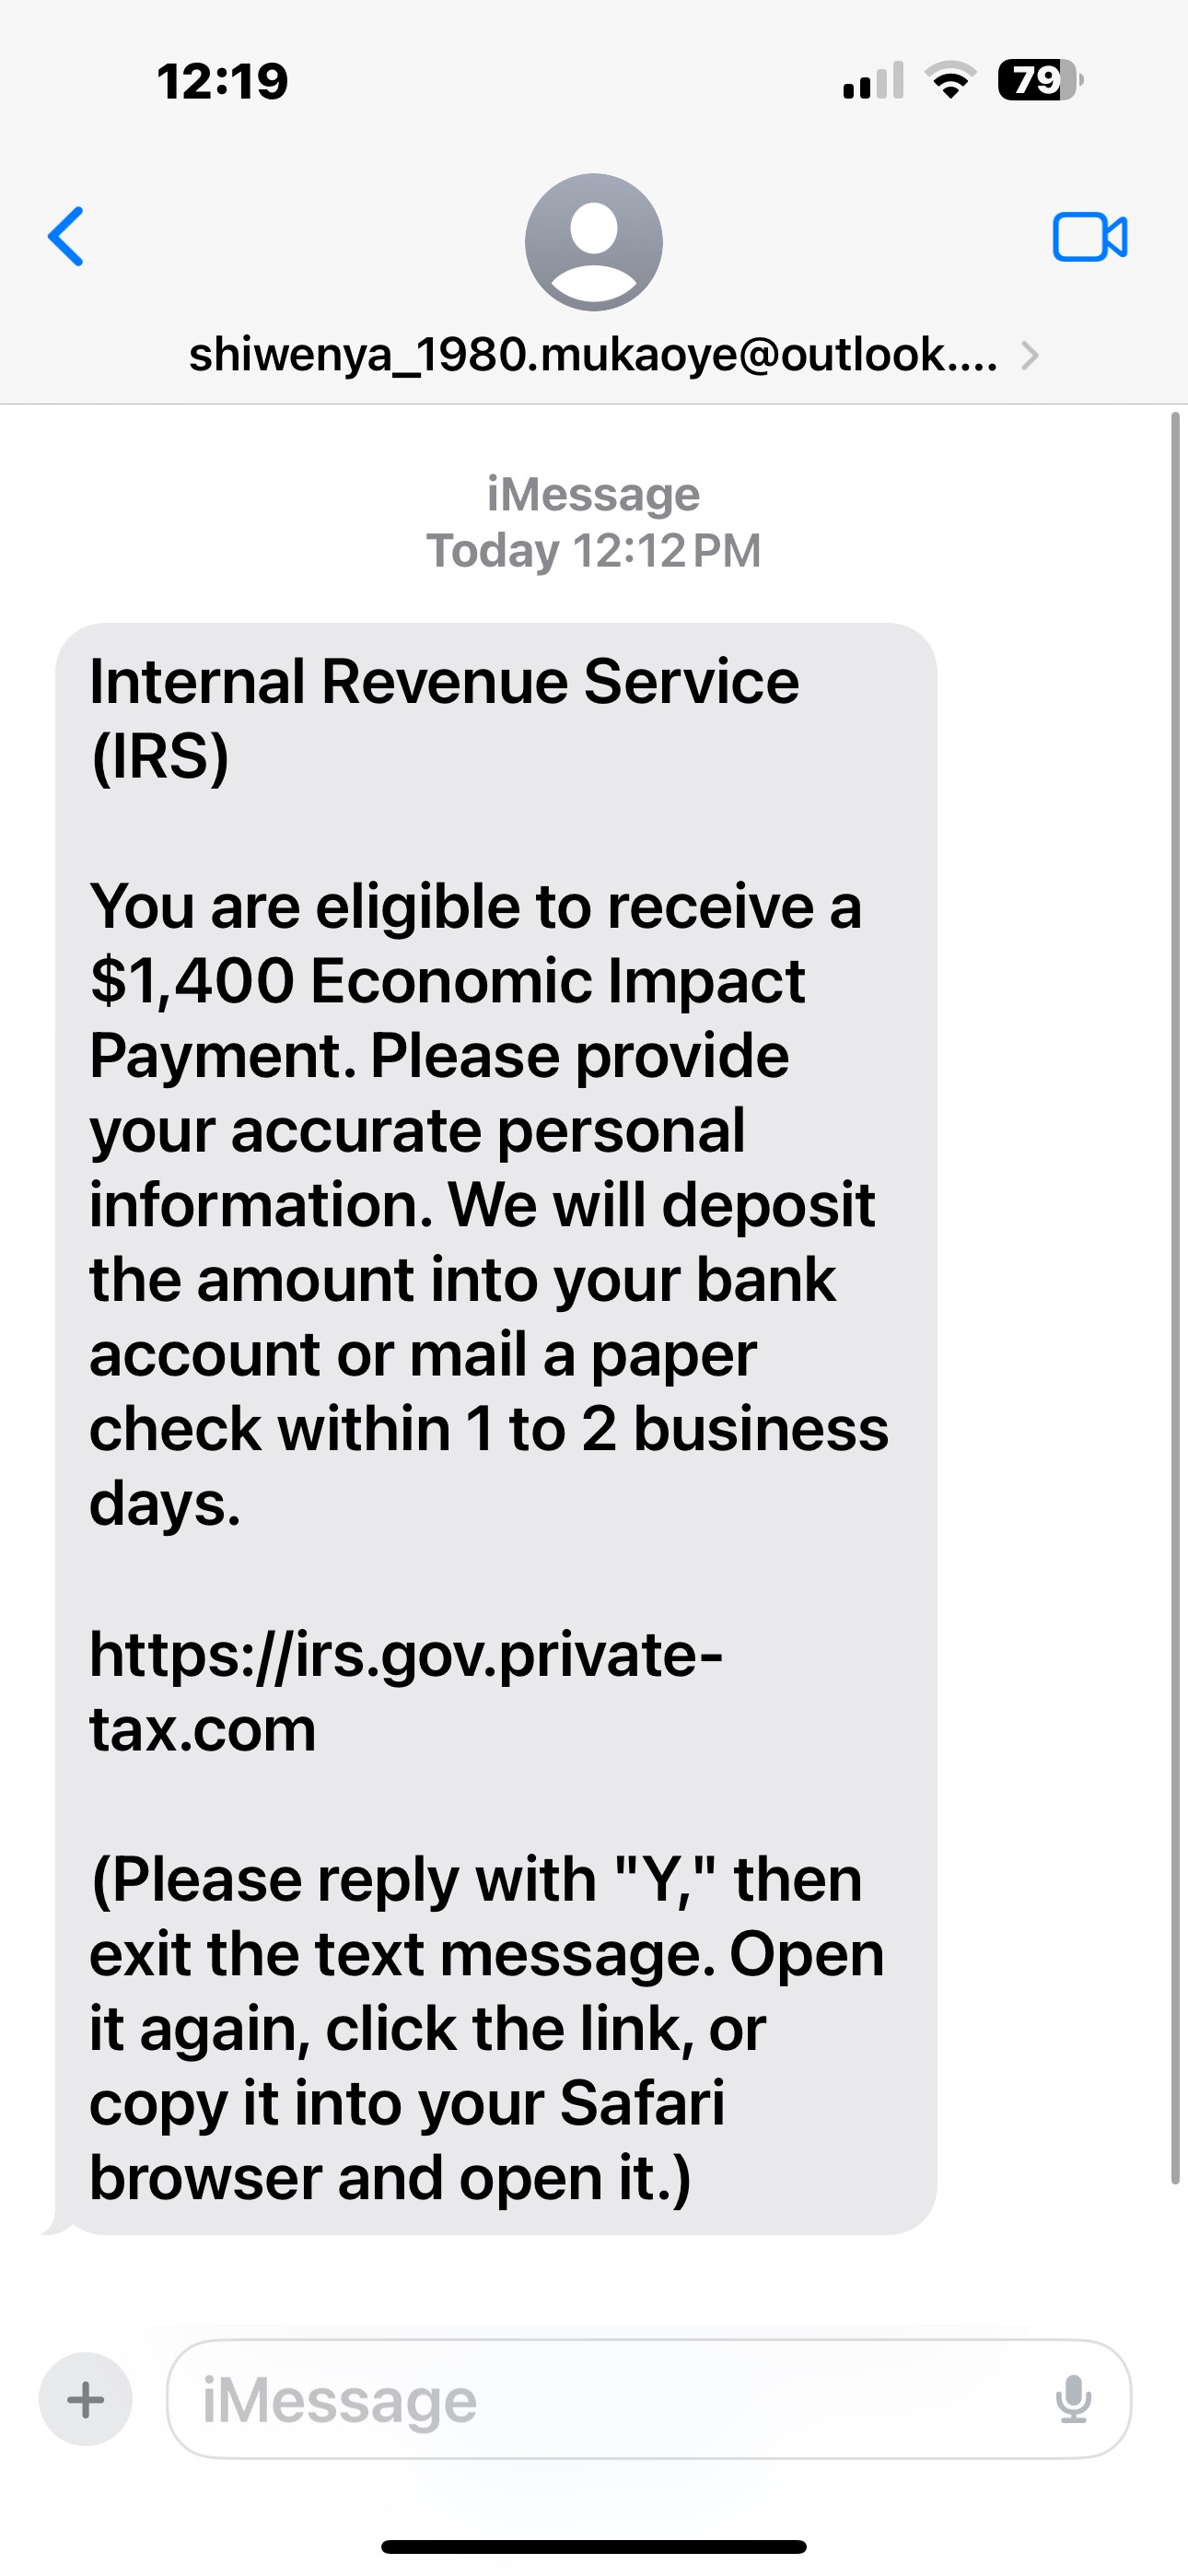 12:19
79
shiwenya_1980.mukaoye@outlook....
iMessage
Today 12:12 PM
Internal Revenue Service
(IRS)
You are eligible to receive a
$1,400 Economic Impact
Payment. Please provide
your accurate personal
information. We will deposit
the amount into your bank
account or mail a paper
check within 1 to 2 business
days.
https://irs.gov.private-
tax.com
(Please reply with "Y," then
exit the text message. Open
it again, click the link, or
copy it into your Safari
browser and open it.)
iMessage